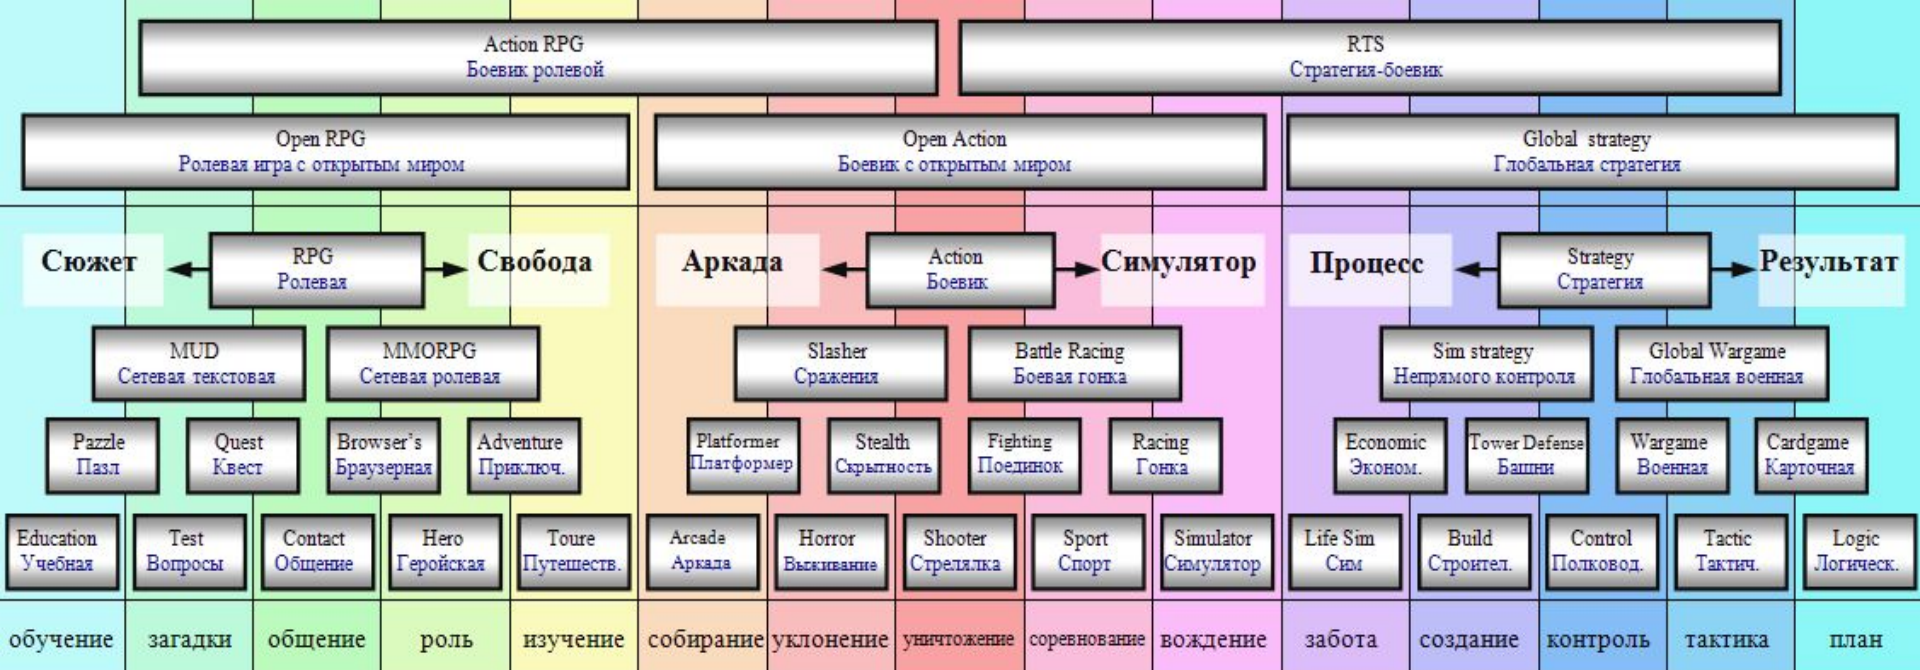 Action RPG
Боевик ролевой
RTS
Стратегия-боевик
Open RPG
Ролевая игра с открытым миром
Open Action
Боевик с открытым миром
Global strategy
Глобальная стратегия
Сюжет
RPG
Ролевая
Свобода
Аркада
Action
Боевик
Симулятор
Процесс
Strategy
Стратегия
Результат
MUD
Сетевая текстовая
MMORPG
Сетевая ролевая
Slasher
Сражения
Battle Racing
Боевая гонка
Sim strategy
Непрямого контроля
Global Wargame
Глобальная военная
Pazzle
Пазл
Quest
Квест
Browser’s
Браузерная
Adventure
Приключ.
Platformer
Платформер
Stealth
Скрытность
Fighting
Поединок
Racing
Гонка
Economic
Эконом.
Tower Defense
Башни
Wargame
Военная
Cardgame
Карточная
Education
Учебная
Test
Вопросы
Contact
Общение
Hero
Геройская
Toure
Путешеств.
Arcade
Аркада
Horror
Выживание
Shooter
Стрелялка
Sport
Спорт
Simulator
Симулятор
Life Sim
Сим
Build
Строител.
Control
Полковод.
Tactic
Тактич.
Logic
Логическ.
обучение
загадки
общение
роль
изучение
собирание
уклонение
уничтожение
соревнование
вождение
забота
создание
контроль
тактика
план